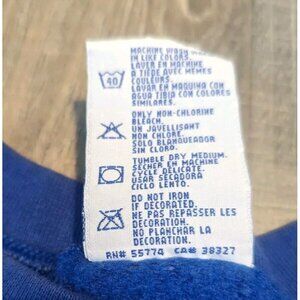 MACHINE WASH WARM
IN LIKE COLORS.
LAVER EN MACHINE
A TIÈDE AVEC MEMES
COULEURS.
LAVAR EN MAQUINA CON
AGUA TIBIA CON COLORES
SIMILARES.
40
ONLY NON-CHLORINE
BLEACH.
UN JAVELLISANT
NON CHLORE.
SOLO BLANQUEADOR
SIN CLORO.
TUMBLE DRY MEDIUM.
SÉCHER EN MACHINE
CYCLE DELICATE.
USAR SECADORA
CICLO LENTO.
DO NOT IRON
IF DECORATED.
NE PAS REPASSER LES
DECORATION.
NO PLANCHAR LA
DECORATION.
RN# 55774 CA# 38327